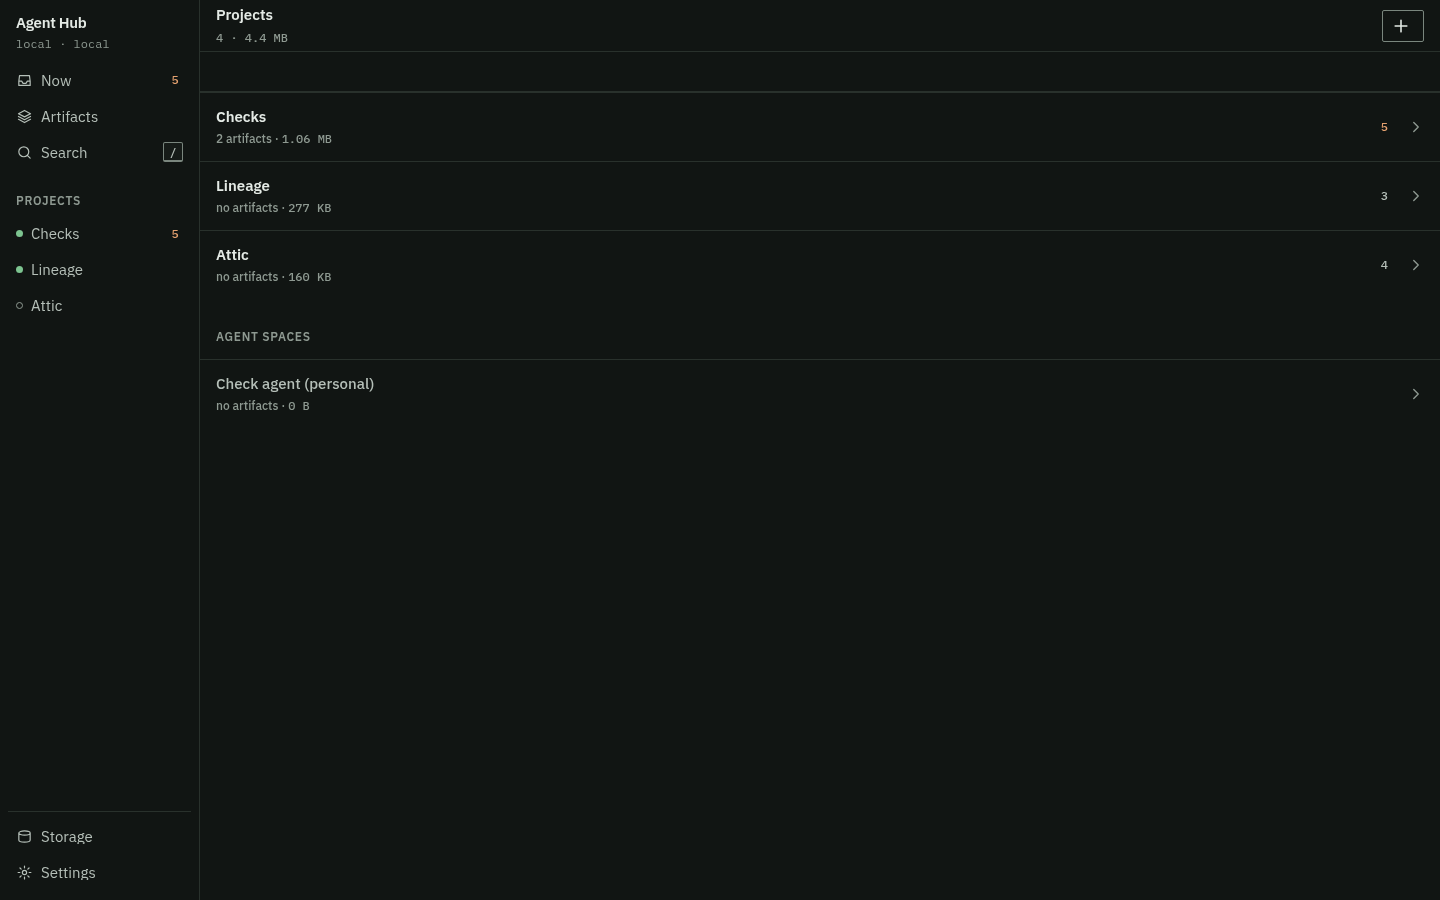 Agent Hub
local · local
Now 5
Artifacts
Search /
PROJECTS
Checks 5
Lineage
Attic
Storage
Settings
Projects
4 · 4.4 MB
Checks
2 artifacts · 1.06 MB
5
Lineage
no artifacts · 277 KB
3
Attic
no artifacts · 160 KB
4
AGENT SPACES
Check agent (personal)
no artifacts · 0 B